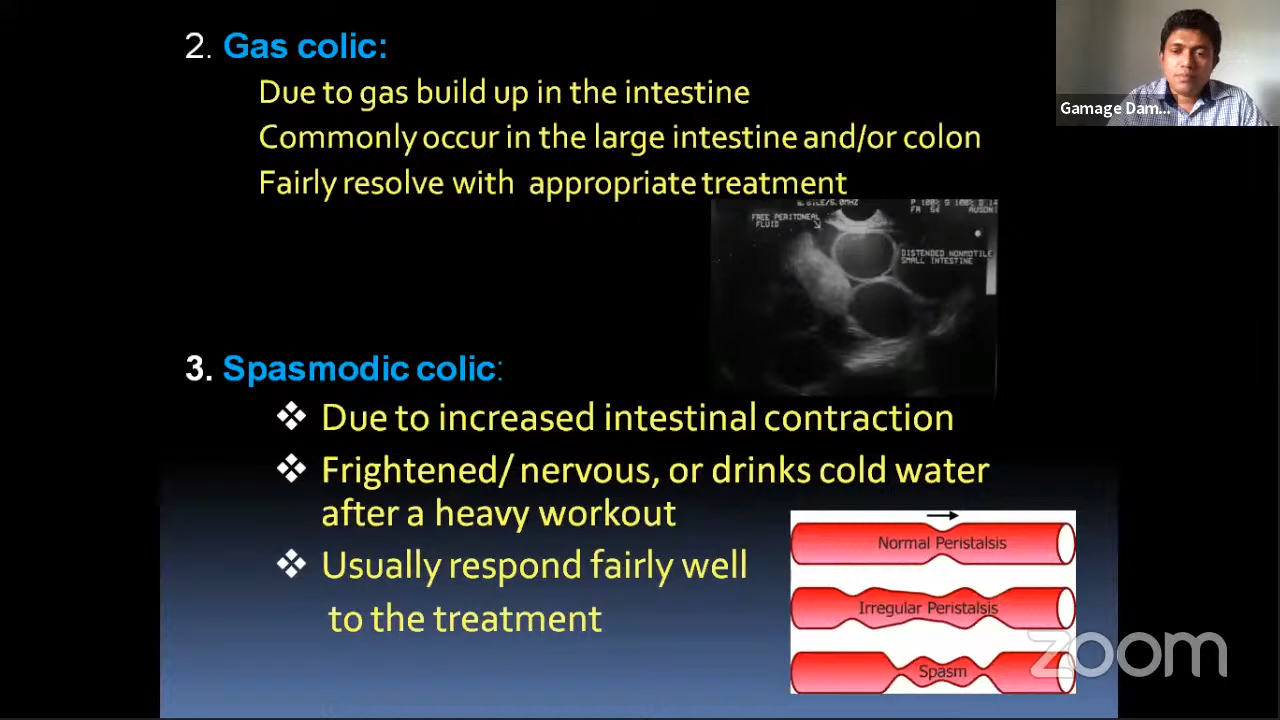 2. Gas colic:
Due to gas build up in the intestine
Commonly occur in the large intestine and/or colon
Fairly resolve with appropriate treatment
Gamage Dam...
FREE PERITONEAL
FLUID
DISTENDED NONMOTILE
SMALL INTESTINE
3. Spasmodic colic:
❖ Due to increased intestinal contraction
❖ Frightened/ nervous, or drinks cold water
after a heavy workout
❖ Usually respond fairly well
to the treatment
Normal Peristalsis
Irregular Peristalsis
Spasm
zoom